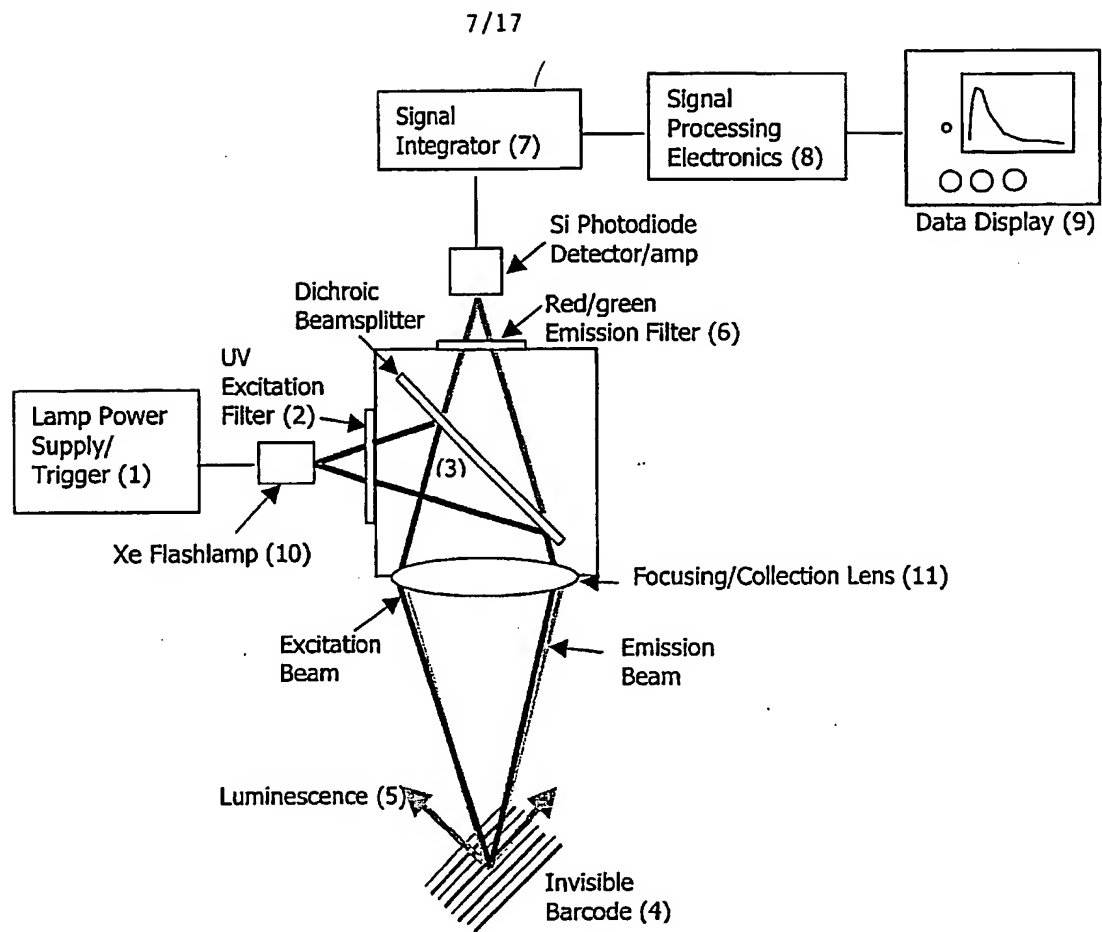 7/17
Signal
Integrator (7)
Signal
Processing
Electronics (8)
Data Display (9)
Si Photodiode
Detector/amp
Dichroic
Beamsplitter
Red/green
Emission Filter (6)
UV
Excitation
Filter (2)
Lamp Power
Supply/
Trigger (1)
(3)
Xe Flashlamp (10)
Focusing/Collection Lens (11)
Excitation
Beam
Emission
Beam
Luminescence (5)
Invisible
Barcode (4)